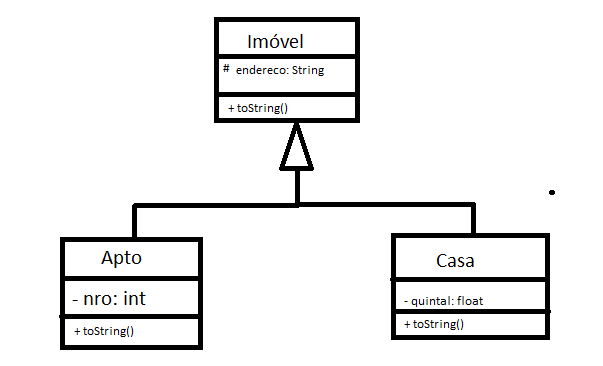 Imóvel
# endereco: String
+ toString()
Apto
- nro: int
+ toString()
Casa
- quintal: float
+ toString()